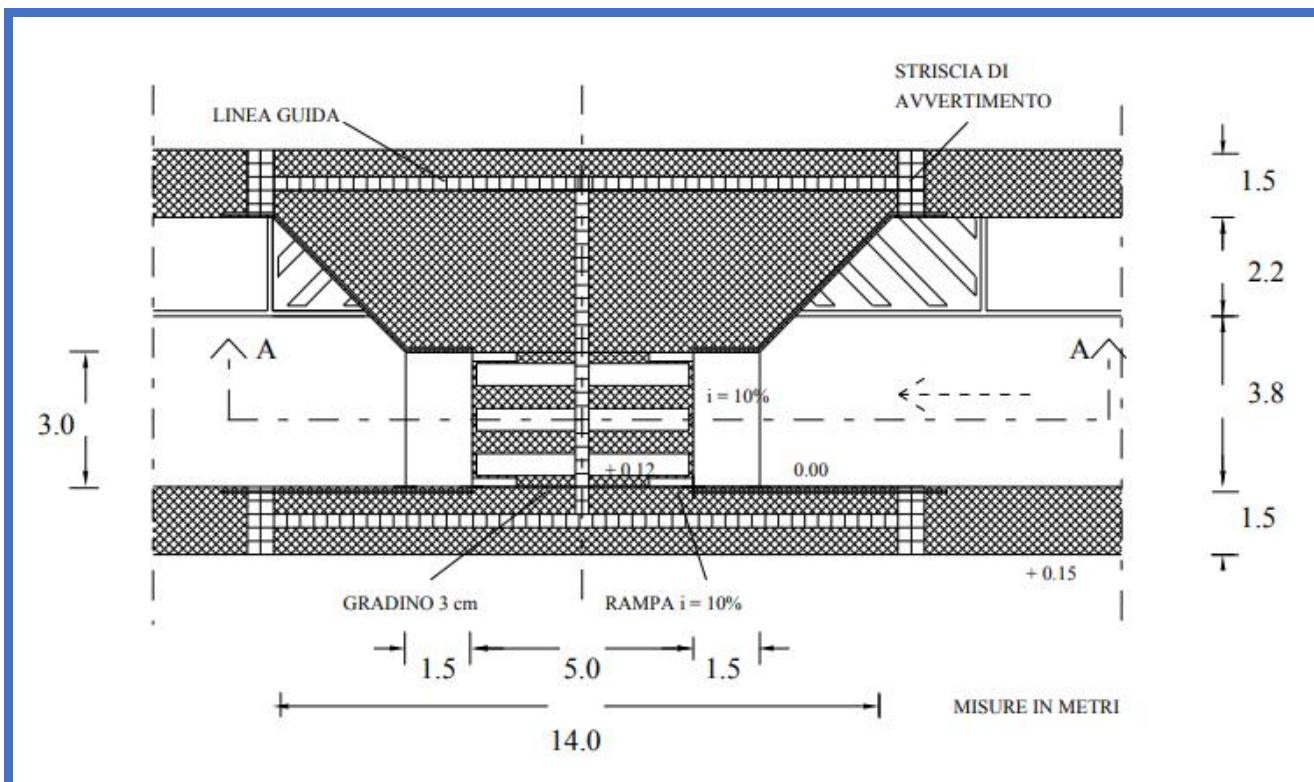 STRISCIA DI
AVVERTIMENTO
LINEA GUIDA
1.5
2.2
A
A
3.8
i = 10%
3.0
+ 0.12
0.00
1.5
+ 0.15
GRADINO 3 cm
RAMPA i = 10%
1.5
5.0
1.5
MISURE IN METRI
14.0